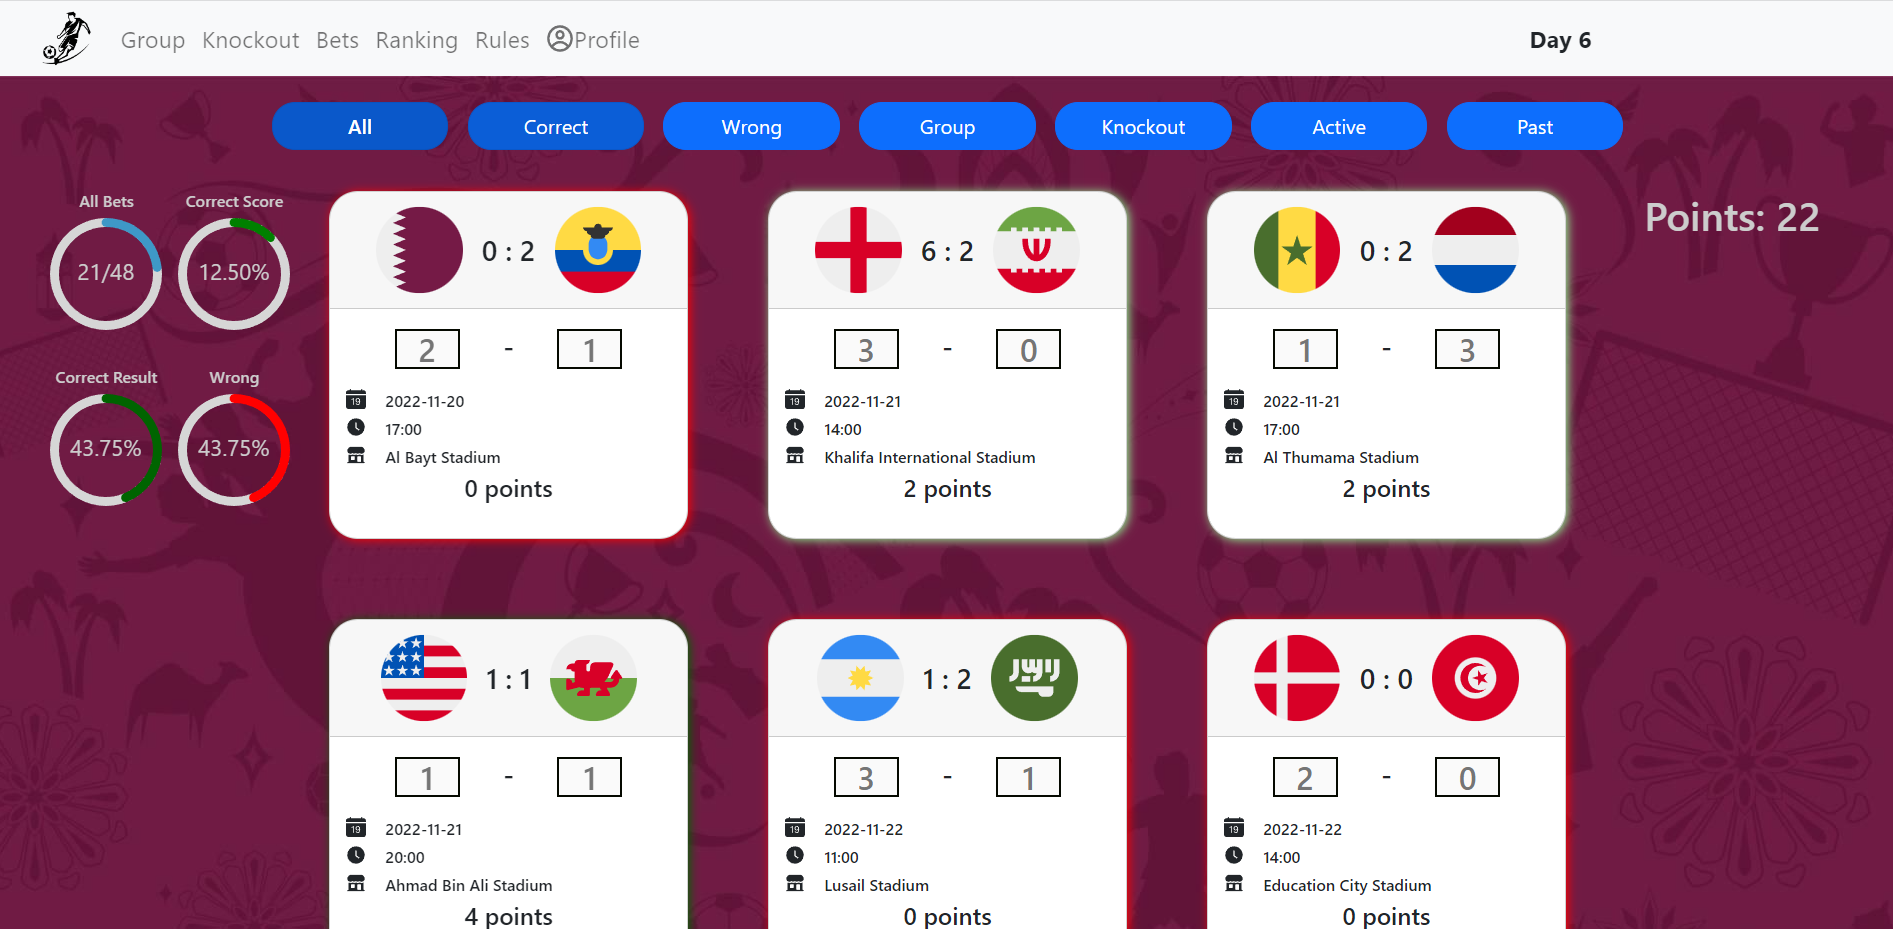 Group Knockout Bets Ranking Rules Profile Day 6
All Correct Wrong Group Knockout Active Past
All Bets Correct Score
21/48 12.50%
Correct Result Wrong
43.75% 43.75%
Points: 22
0 : 2
2 - 1
19 2022-11-20
17:00
Al Bayt Stadium
0 points
6 : 2
3 - 0
19 2022-11-21
14:00
Khalifa International Stadium
2 points
0 : 2
1 - 3
19 2022-11-21
17:00
Al Thumama Stadium
2 points
1 : 1
1 - 1
19 2022-11-21
20:00
Ahmad Bin Ali Stadium
4 points
1 : 2
3 - 1
19 2022-11-22
11:00
Lusail Stadium
0 points
0 : 0
2 - 0
19 2022-11-22
14:00
Education City Stadium
0 points